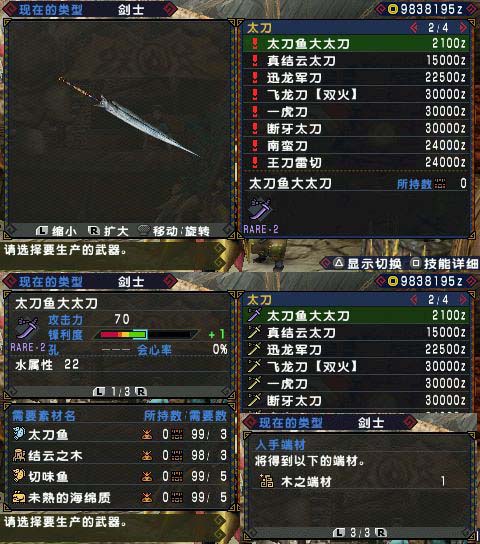 现在的类型 剑士
9838195z
太刀 2/4
太刀鱼大太刀 2100z
真结云太刀 15000z
迅龙军刀 22500z
飞龙刀【双火】 30000z
一虎刀 30000z
断牙太刀 30000z
南蛮刀 24000z
王刀雷切 24000z
太刀鱼大太刀 所持数 0
RARE-2
L 缩小 R 扩大 移动/旋转
请选择要生产的武器。
△显示切换 □技能详细
现在的类型 剑士
9838195z
太刀鱼大太刀
攻击力 70
锋利度 +1
RARE-2 孔 --- 会心率 0%
水属性 22
L 1/3 R
太刀 2/4
太刀鱼大太刀 2100z
真结云太刀 15000z
迅龙军刀 22500z
飞龙刀【双火】 30000z
一虎刀 30000z
断牙太刀 30000z
需要素材名 所持数/需要数
太刀鱼 0 99/ 3
结云之木 0 98/ 3
切味鱼 0 99/ 5
未熟的海绵质 0 99/ 5
请选择要生产的武器。
现在的类型 剑士
入手端材
将得到以下的端材。
木之端材 1
L 3/3 R